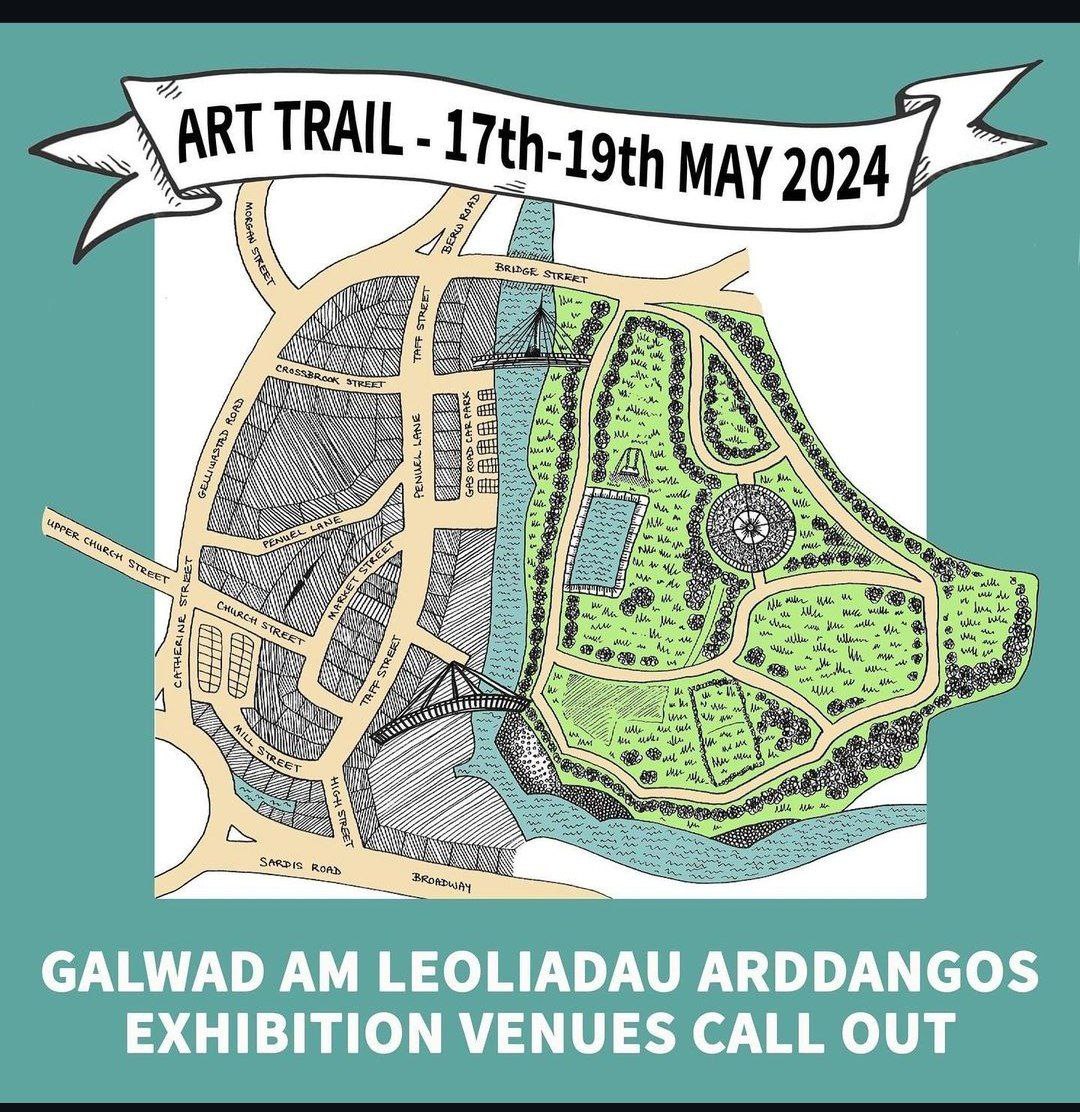 ART TRAIL - 17th-19th MAY 2024
MORGAN STREET
BERW ROAD
BRIDGE STREET
TAFF STREET
CROSSBROOK STREET
GELLIWASTAD ROAD
PENUEL LANE
GAS ROAD CAR PARK
PENUEL LANE
UPPER CHURCH STREET
MARKET STREET
CHURCH STREET
CATHERINE STREET
TAFF STREET
MILL STREET
HIGH STREET
SARDIS ROAD
BROADWAY
GALWAD AM LEOLIADAU ARDDANGOS
EXHIBITION VENUES CALL OUT